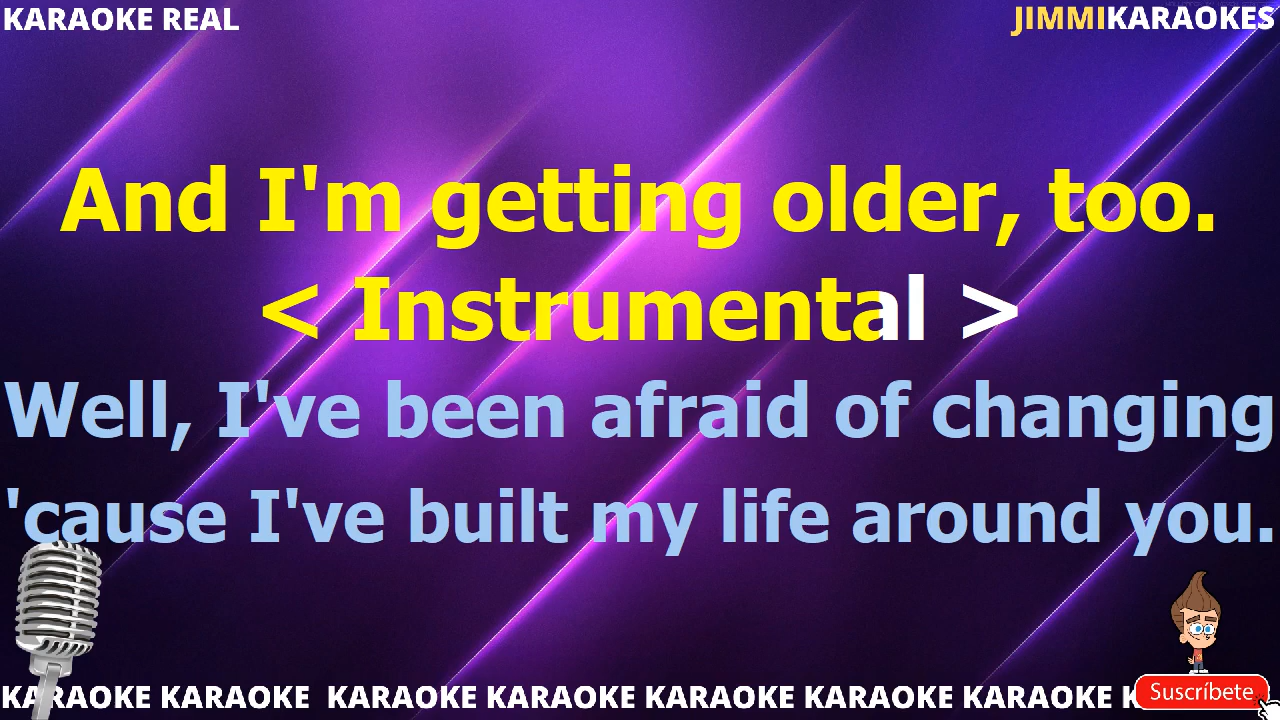 KARAOKE REAL
JIMMIKARAOKES
And I'm getting older, too.
< Instrumental >
Well, I've been afraid of changing
'cause I've built my life around you.
KARAOKE KARAOKE KARAOKE KARAOKE KARAOKE KARAOKE KARAOKE K
Suscríbete